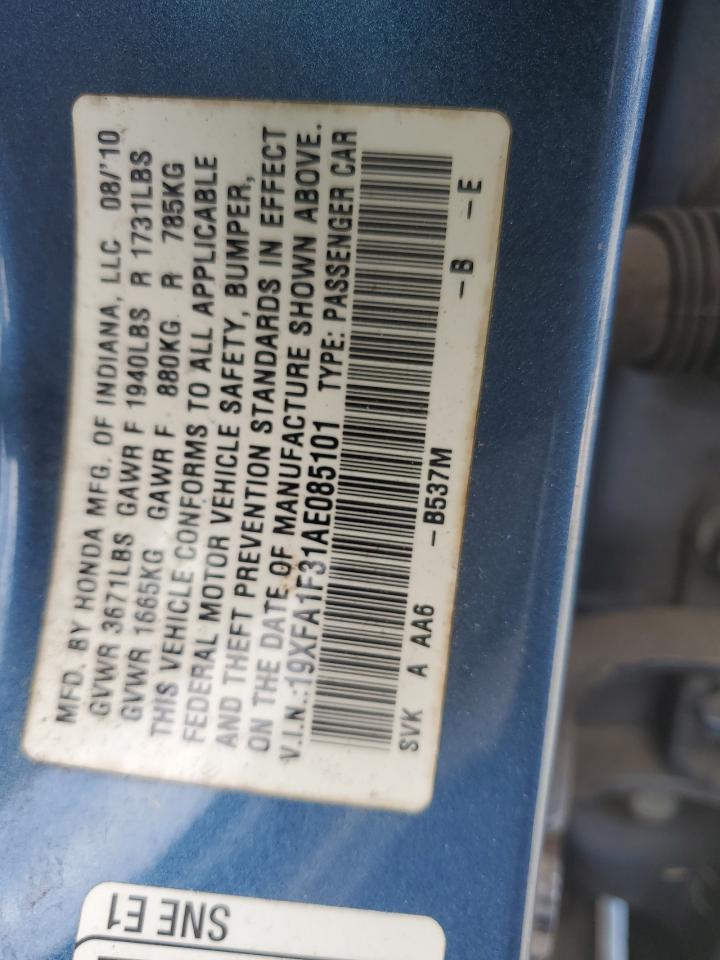 MFD. BY HONDA MFG. OF INDIANA, LLC 08/'10
GVWR 3671LBS GAWR F 1940LBS R 1731LBS
GVWR 1665KG GAWR F 880KG R 785KG
THIS VEHICLE CONFORMS TO ALL APPLICABLE
FEDERAL MOTOR VEHICLE SAFETY, BUMPER,
AND THEFT PREVENTION STANDARDS IN EFFECT
ON THE DATE OF MANUFACTURE SHOWN ABOVE.
V.I.N.:19XFA1F31AE085101 TYPE: PASSENGER CAR
SVK A AA6 -B537M -B -E
SNE E1